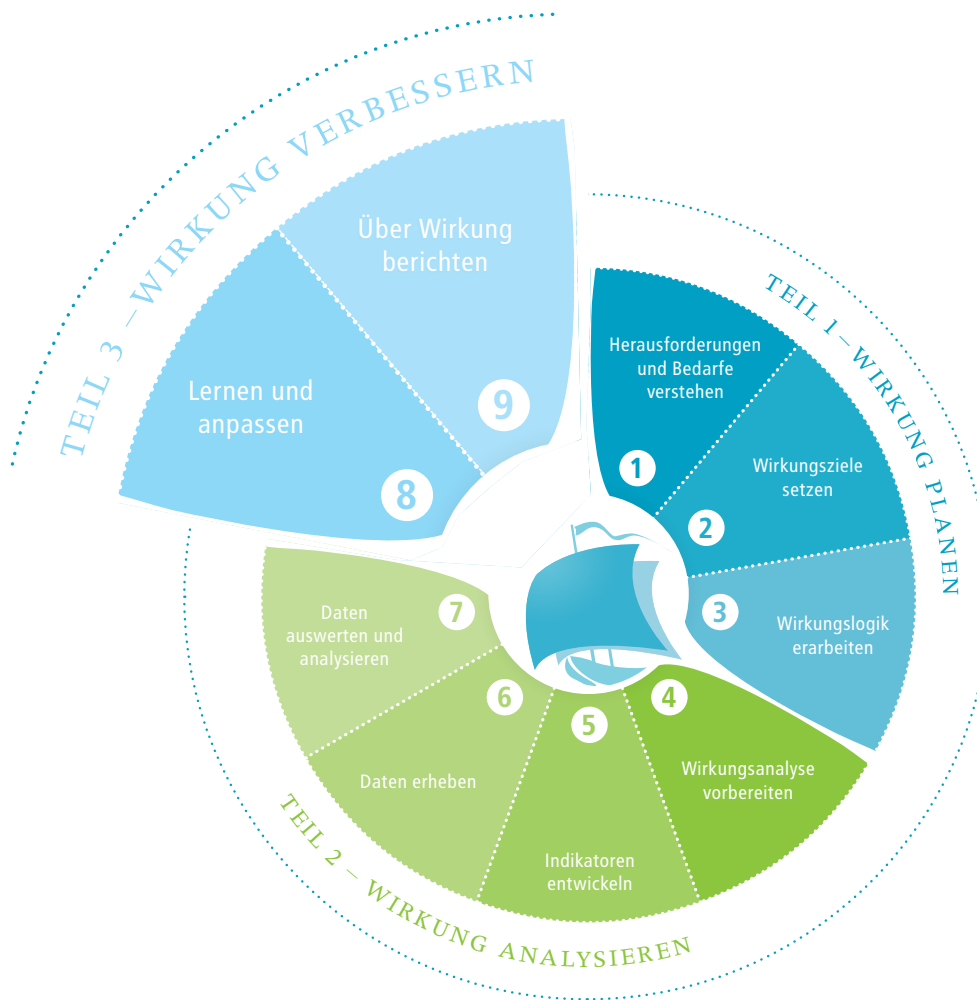 TEIL 1 – WIRKUNG PLANEN
Herausforderungen
und Bedarfe
verstehen
1
Wirkungsziele
setzen
2
Wirkungslogik
erarbeiten
3
TEIL 2 – WIRKUNG ANALYSIEREN
Wirkungsanalyse
vorbereiten
4
Indikatoren
entwickeln
5
Daten erheben
6
Daten
auswerten und
analysieren
7
TEIL 3 –WIRKUNG VERBESSERN
Lernen und
anpassen
8
Über Wirkung
berichten
9